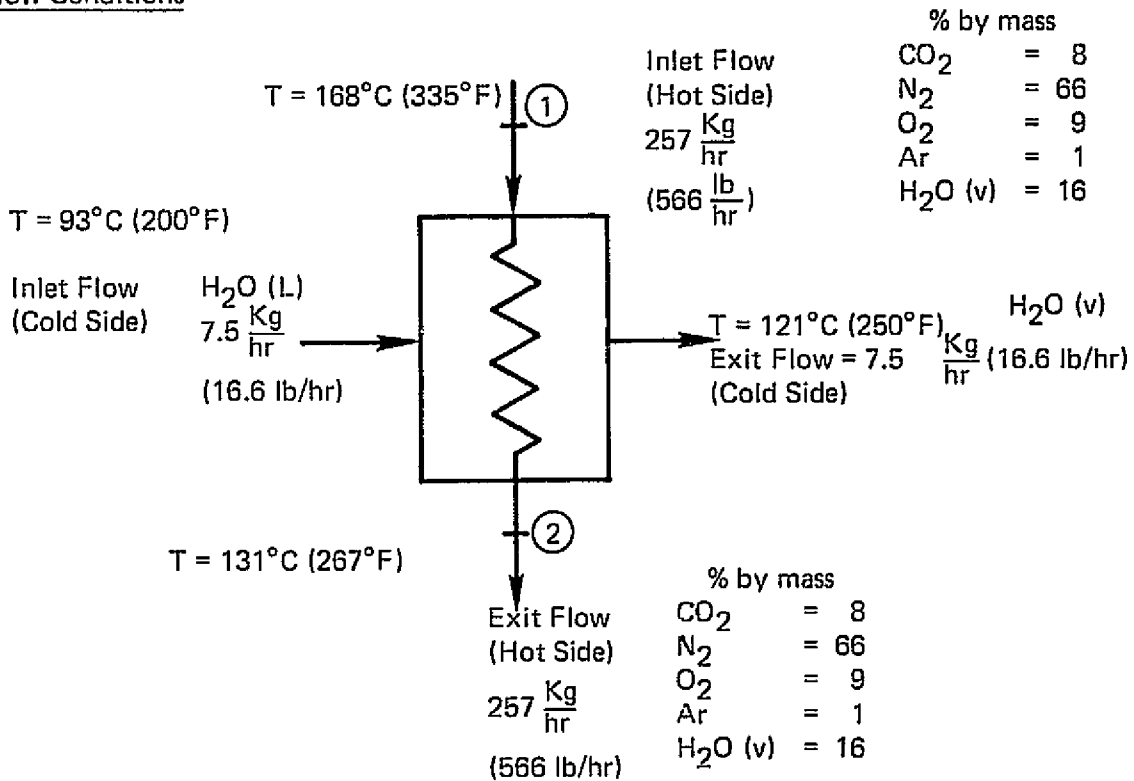 % by mass
T = 168°C (335°F)
1
Inlet Flow
(Hot Side)
257 Kg/hr
(566 lb/hr)
CO2 = 8
N2 = 66
O2 = 9
Ar = 1
H2O (v) = 16
T = 93°C (200°F)
Inlet Flow
(Cold Side)
H2O (L)
7.5 Kg/hr
(16.6 lb/hr)
H2O (v)
T = 121°C (250°F)
Exit Flow = 7.5 Kg/hr (16.6 lb/hr)
(Cold Side)
2
T = 131°C (267°F)
Exit Flow
(Hot Side)
257 Kg/hr
(566 lb/hr)
% by mass
CO2 = 8
N2 = 66
O2 = 9
Ar = 1
H2O (v) = 16